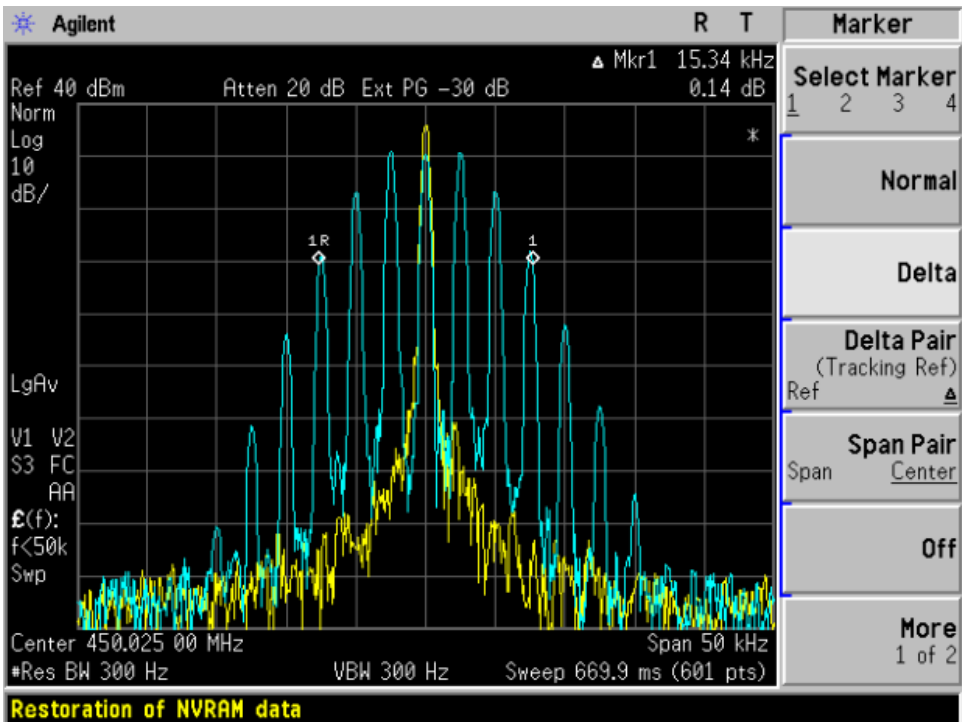 Agilent R T Marker
Δ Mkr1 15.34 kHz
Ref 40 dBm Atten 20 dB Ext PG -30 dB 0.14 dB
Norm
Log
10
dB/
*
1R 1
LgAv
V1 V2
S3 FC
AA
£(f):
f<50k
Swp
Center 450.025 00 MHz Span 50 kHz
#Res BW 300 Hz VBW 300 Hz Sweep 669.9 ms (601 pts)
Restoration of NVRAM data
Select Marker
1 2 3 4
Normal
Delta
Delta Pair
(Tracking Ref)
Ref Δ
Span Pair
Span Center
Off
More
1 of 2